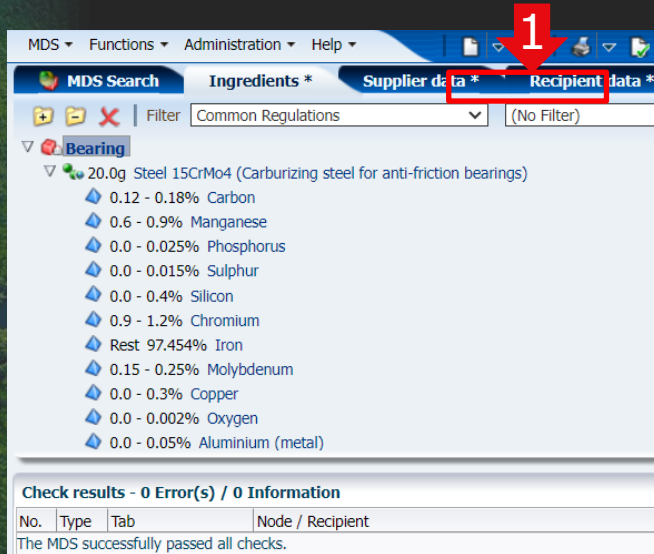 1
MDS Functions Administration Help
MDS Search Ingredients * Supplier data * Recipient data *
Filter Common Regulations (No Filter)
Bearing
20.0g Steel 15CrMo4 (Carburizing steel for anti-friction bearings)
0.12 - 0.18% Carbon
0.6 - 0.9% Manganese
0.0 - 0.025% Phosphorus
0.0 - 0.015% Sulphur
0.0 - 0.4% Silicon
0.9 - 1.2% Chromium
Rest 97.454% Iron
0.15 - 0.25% Molybdenum
0.0 - 0.3% Copper
0.0 - 0.002% Oxygen
0.0 - 0.05% Aluminium (metal)
Check results - 0 Error(s) / 0 Information
No. Type Tab Node / Recipient
The MDS successfully passed all checks.